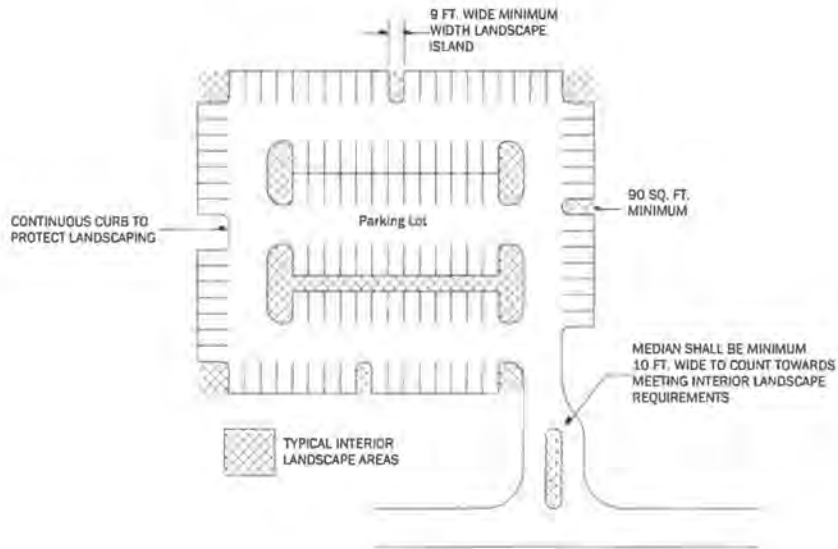 9 FT. WIDE MINIMUM
WIDTH LANDSCAPE
ISLAND
CONTINUOUS CURB TO
PROTECT LANDSCAPING
Parking Lot
90 SQ. FT.
MINIMUM
MEDIAN SHALL BE MINIMUM
10 FT. WIDE TO COUNT TOWARDS
MEETING INTERIOR LANDSCAPE
REQUIREMENTS
TYPICAL INTERIOR
LANDSCAPE AREAS